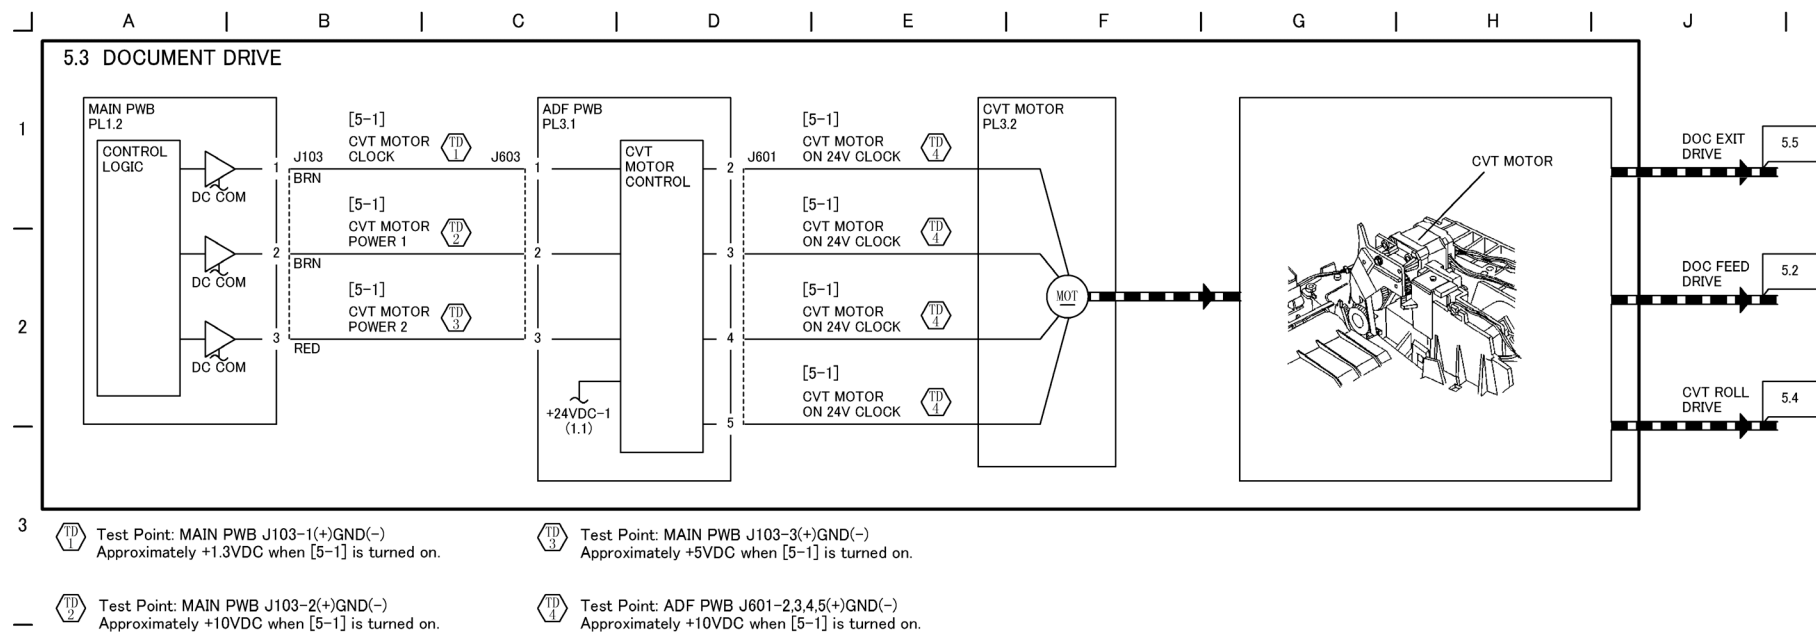 A B C D E F G H J
5.3 DOCUMENT DRIVE
1
2
3
MAIN PWB
PL1.2
CONTROL
LOGIC
DC COM
DC COM
DC COM
1
2
3
J103
BRN
BRN
RED
[5-1]
CVT MOTOR
CLOCK
TD
1
[5-1]
CVT MOTOR
POWER 1
TD
2
[5-1]
CVT MOTOR
POWER 2
TD
3
J603
1
2
3
ADF PWB
PL3.1
CVT
MOTOR
CONTROL
+24VDC-1
(1.1)
2
3
4
5
J601
[5-1]
CVT MOTOR
ON 24V CLOCK
TD
4
[5-1]
CVT MOTOR
ON 24V CLOCK
TD
4
[5-1]
CVT MOTOR
ON 24V CLOCK
TD
4
[5-1]
CVT MOTOR
ON 24V CLOCK
TD
4
CVT MOTOR
PL3.2
MOT
CVT MOTOR
DOC EXIT
DRIVE
5.5
DOC FEED
DRIVE
5.2
CVT ROLL
DRIVE
5.4
TD
1
Test Point: MAIN PWB J103-1(+)GND(-)
Approximately +1.3VDC when [5-1] is turned on.
TD
2
Test Point: MAIN PWB J103-2(+)GND(-)
Approximately +10VDC when [5-1] is turned on.
TD
3
Test Point: MAIN PWB J103-3(+)GND(-)
Approximately +5VDC when [5-1] is turned on.
TD
4
Test Point: ADF PWB J601-2,3,4,5(+)GND(-)
Approximately +10VDC when [5-1] is turned on.